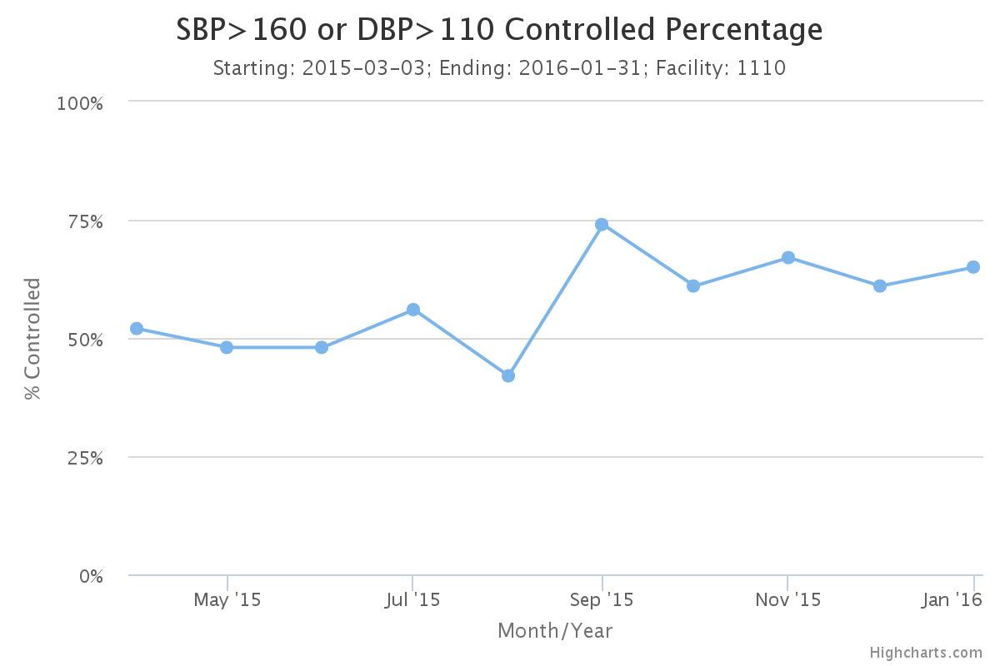 SBP>160 or DBP>110 Controlled Percentage
Starting: 2015-03-03; Ending: 2016-01-31; Facility: 1110
100%
75%
50%
25%
0%
% Controlled
May '15
Jul '15
Sep '15
Nov '15
Jan '16
Month/Year
Highcharts.com